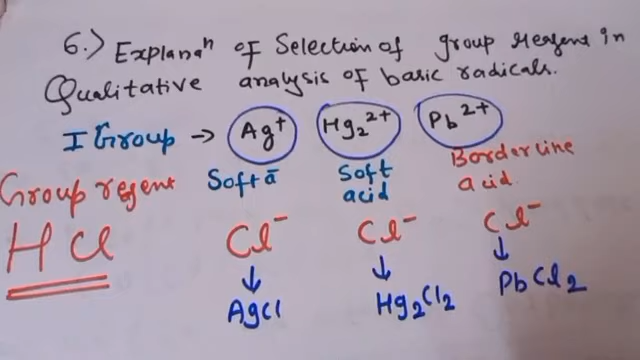 6.) Explanaⁿ of Selection of group regent in
Qualitative analysis of basic radicals.
I Group → Ag⁺ Hg₂²⁺ Pb²⁺
Group regent Soft ā Soft acid Borderline acid.
HCl Cl⁻ Cl⁻ Cl⁻
↓ ↓ ↓
AgCl Hg₂Cl₂ PbCl₂